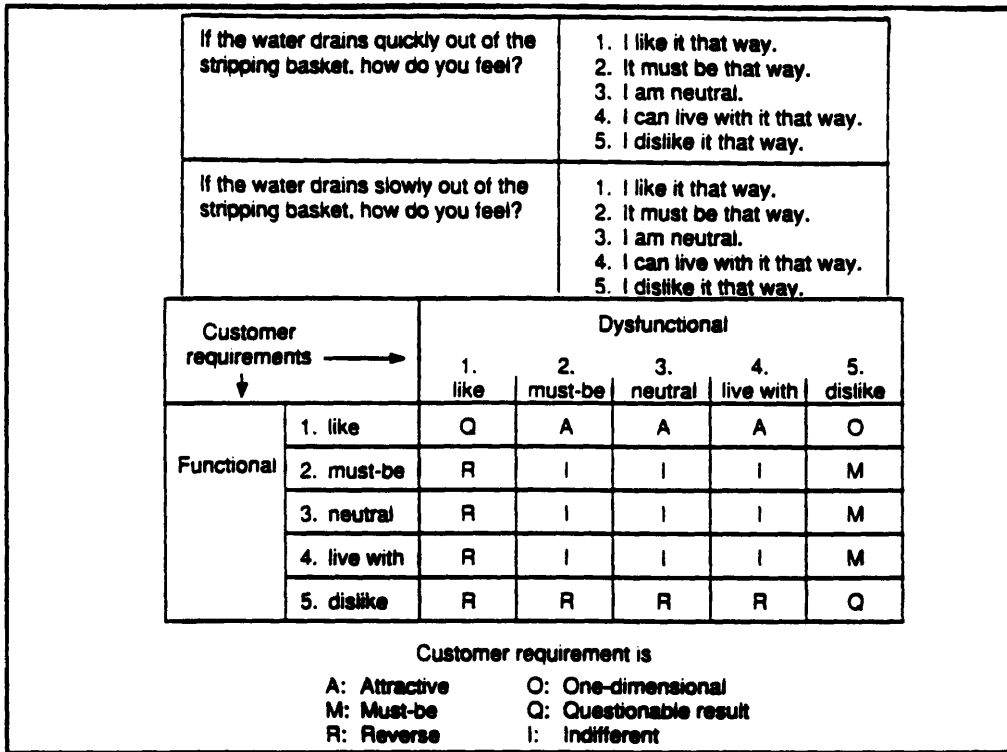 If the water drains quickly out of the
stripping basket, how do you feel?
1. I like it that way.
2. It must be that way.
3. I am neutral.
4. I can live with it that way.
5. I dislike it that way.
If the water drains slowly out of the
stripping basket, how do you feel?
1. I like it that way.
2. It must be that way.
3. I am neutral.
4. I can live with it that way.
5. I dislike it that way.
Customer
requirements
Dysfunctional
1. 2. 3. 4. 5.
like must-be neutral live with dislike
Functional
1. like Q A A A O
2. must-be R I I I M
3. neutral R I I I M
4. live with R I I I M
5. dislike R R R R Q
Customer requirement is
A: Attractive O: One-dimensional
M: Must-be Q: Questionable result
R: Reverse I: Indifferent